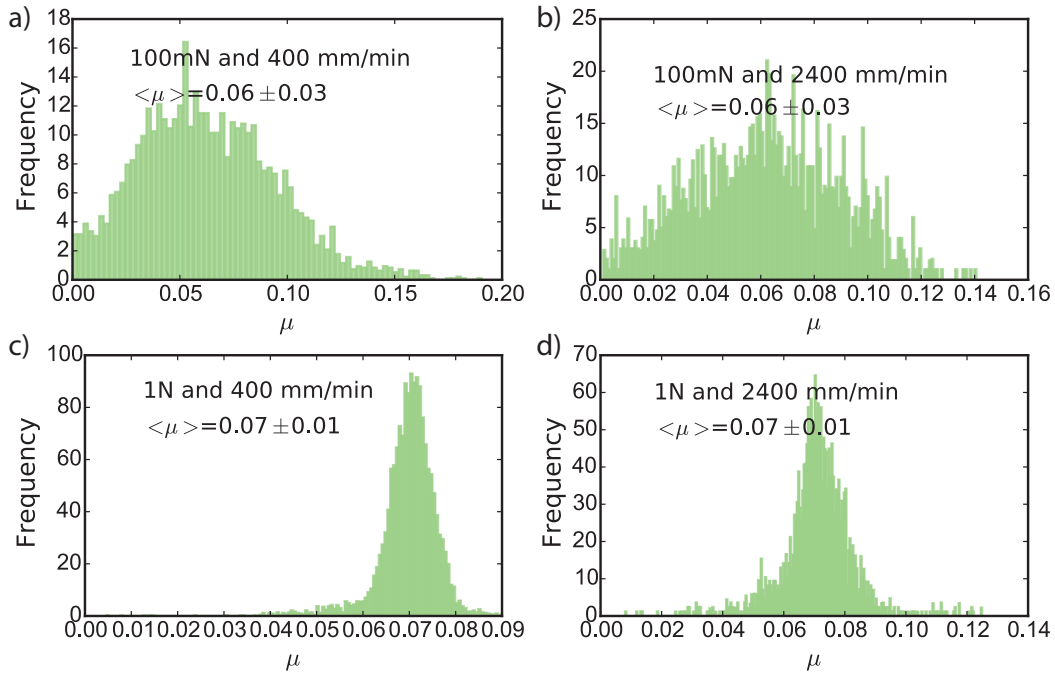 a)
100mN and 400 mm/min
<μ>=0.06 ±0.03
Frequency
18
16
14
12
10
8
6
4
2
0
0.00 0.05 0.10 0.15 0.20
μ
b)
100mN and 2400 mm/min
<μ>=0.06 ±0.03
Frequency
25
20
15
10
5
0
0.00 0.02 0.04 0.06 0.08 0.10 0.12 0.14 0.16
μ
c)
1N and 400 mm/min
<μ>=0.07 ±0.01
Frequency
100
80
60
40
20
0
0.00 0.01 0.02 0.03 0.04 0.05 0.06 0.07 0.08 0.09
μ
d)
1N and 2400 mm/min
<μ>=0.07 ±0.01
Frequency
70
60
50
40
30
20
10
0
0.00 0.02 0.04 0.06 0.08 0.10 0.12 0.14
μ